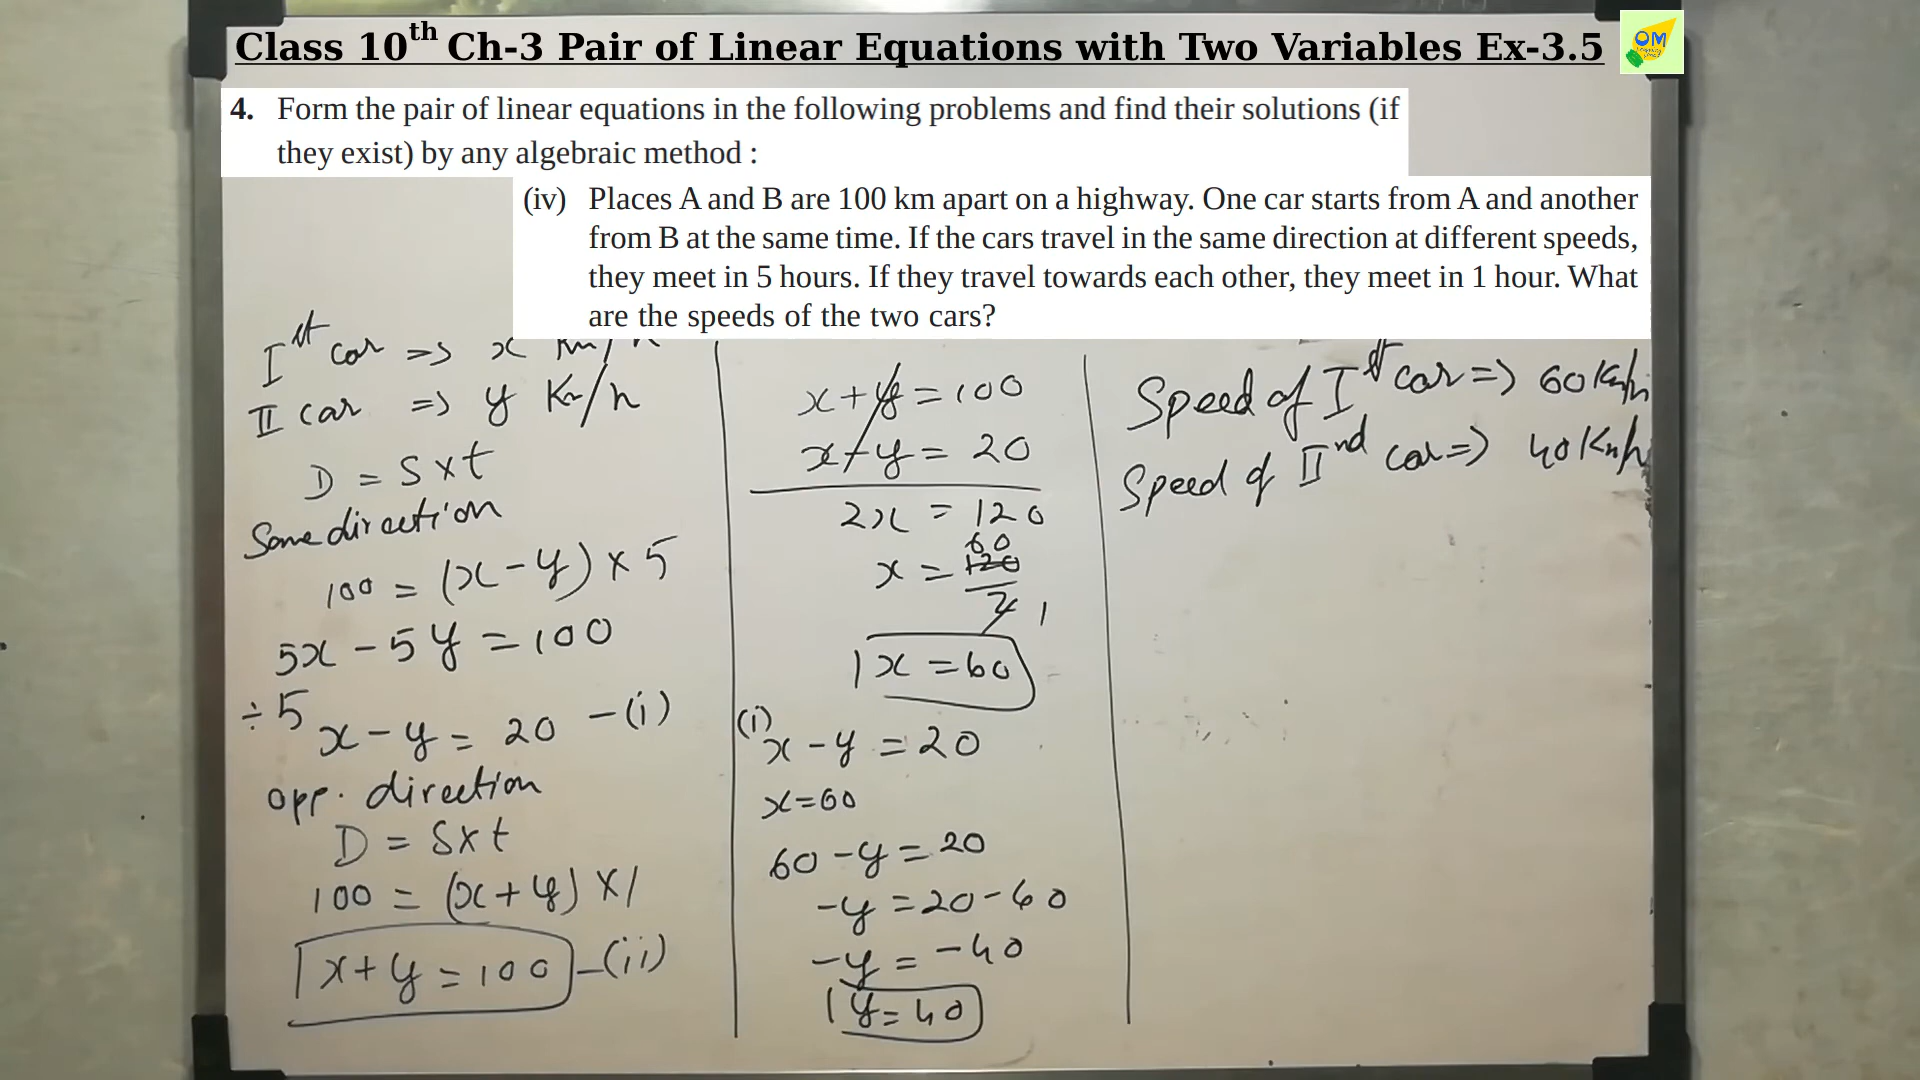 Class 10th Ch-3 Pair of Linear Equations with Two Variables Ex-3.5
OM
4. Form the pair of linear equations in the following problems and find their solutions (if
they exist) by any algebraic method :
(iv) Places A and B are 100 km apart on a highway. One car starts from A and another
from B at the same time. If the cars travel in the same direction at different speeds,
they meet in 5 hours. If they travel towards each other, they meet in 1 hour. What
are the speeds of the two cars?
Ist car => x Km/h
II car => y Km/h
D = S x t
Same direction
100 = (x - y) x 5
5x - 5y = 100
÷5
x - y = 20 -(i)
opp. direction
D = S x t
100 = (x + y) x 1
x + y = 100 -(ii)
x + y = 100
x - y = 20
2x = 120
60
x = 120
2 1
x = 60
(i)
x - y = 20
x = 60
60 - y = 20
-y = 20 - 60
-y = -40
y = 40
Speed of Ist car => 60 Km/h
Speed of IInd car => 40 Km/h